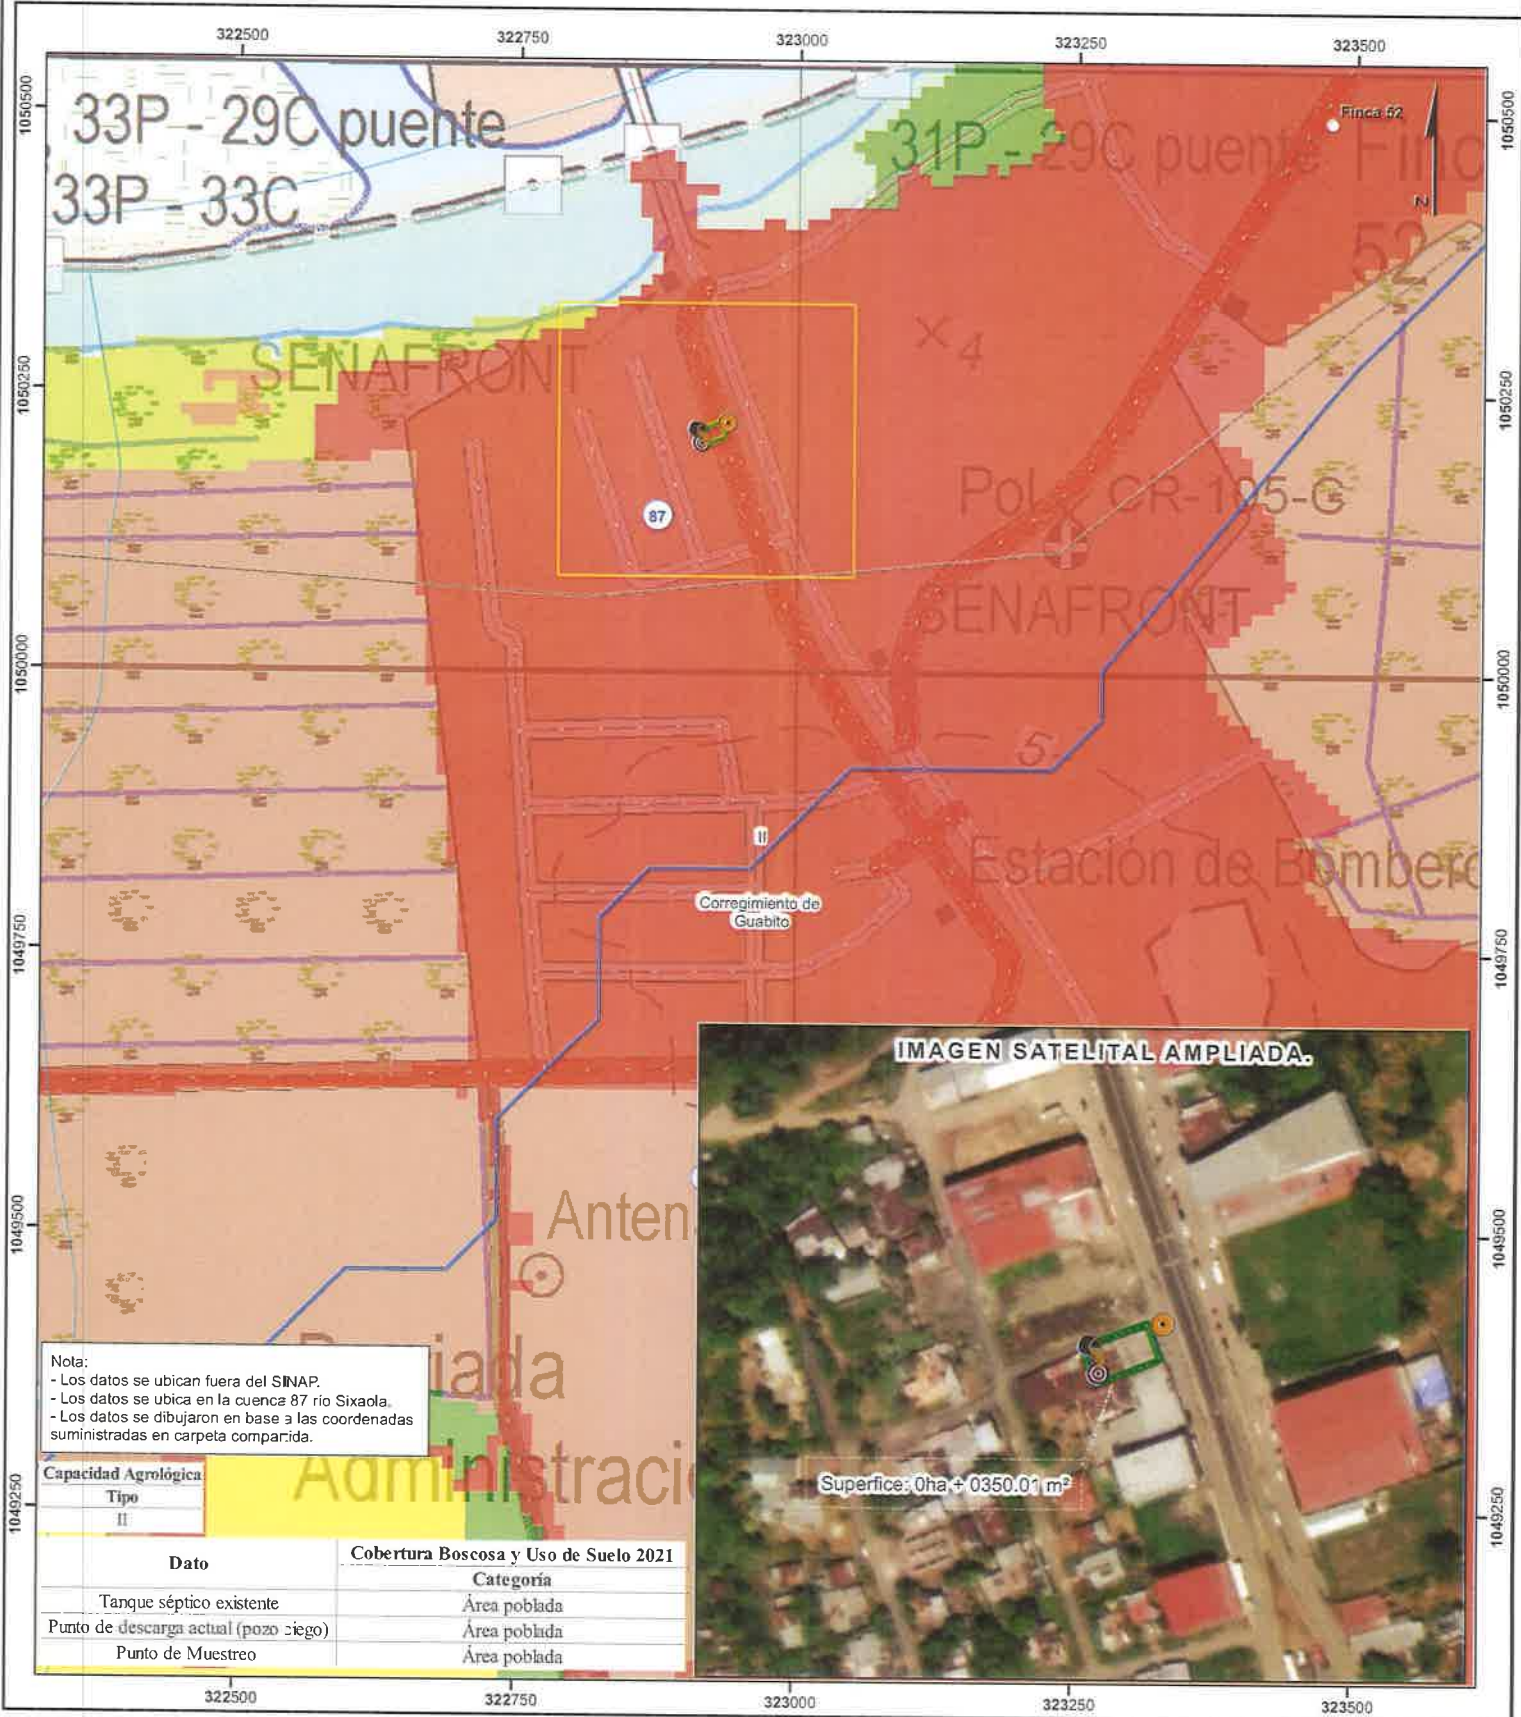 322500 322750 323000 323250 323500
1050500
1050500
33P - 29C puente
33P - 33C
31P - 29C puente
Finca 52
Finc
52
N
SENAFRONT
4
1050250
1050250
87
Pol
CR-195-C
SENAFRONT
1050000
1050000
5
II
Corregimiento de
Guabito
Estación de Bombero
1049750
1049750
IMAGEN SATELITAL AMPLIADA.
Anten
1049500
1049500
Superfice: 0ha + 0350.01 m²
iada
Administraci
Nota:
- Los datos se ubican fuera del SINAP.
- Los datos se ubica en la cuenca 87 río Sixaola.
- Los datos se dibujaron en base a las coordenadas
suministradas en carpeta compartida.
1049250
1049250
Capacidad Agrológica
Tipo
II
Dato Cobertura Boscosa y Uso de Suelo 2021
Categoría
Tanque séptico existente Área poblada
Punto de descarga actual (pozo ciego) Área poblada
Punto de Muestreo Área poblada
322500 322750 323000 323250 323500